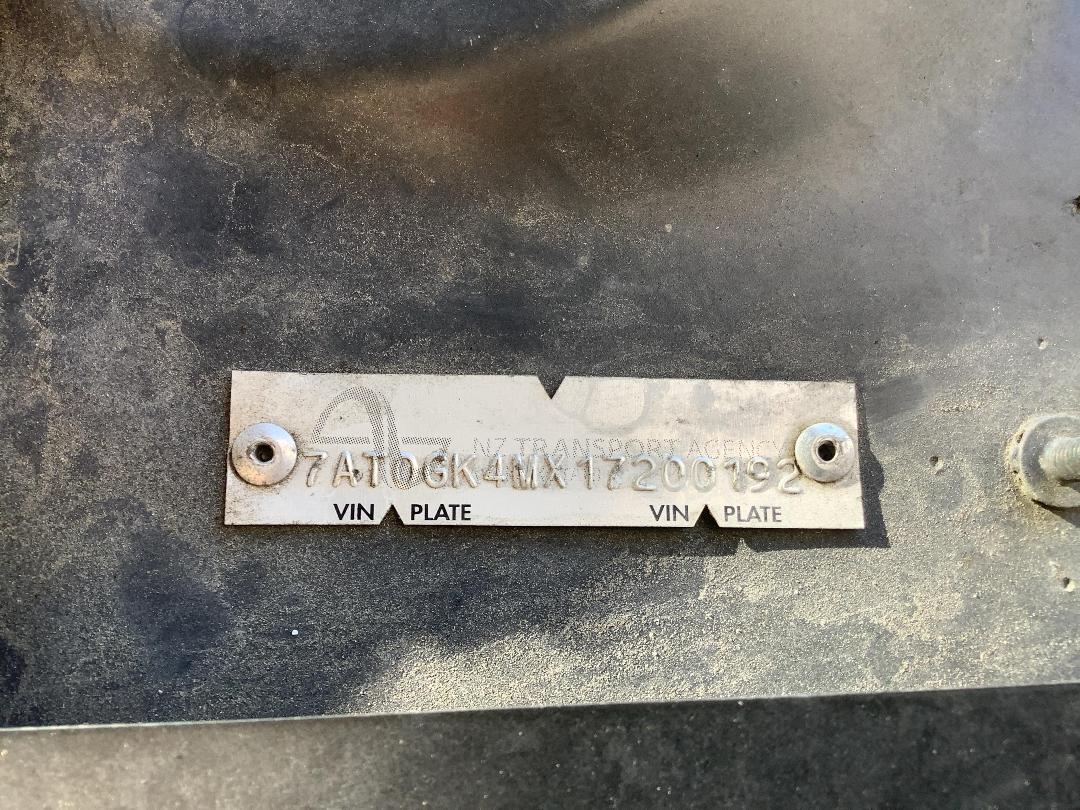 NZ TRANSPORT AGENCY
7AT0GK4MX17200192
VIN PLATE VIN PLATE